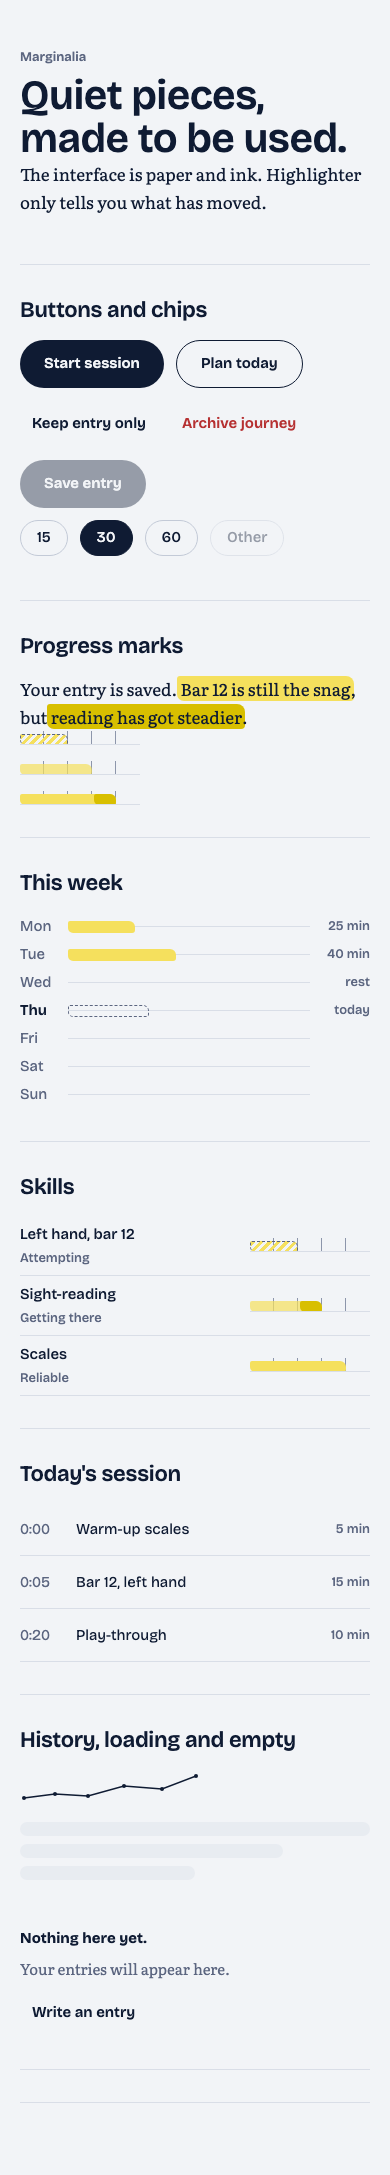 Marginalia
Quiet pieces,
made to be used.
The interface is paper and ink. Highlighter
only tells you what has moved.
Buttons and chips
Start session
Plan today
Keep entry only
Archive journey
Save entry
15
30
60
Other
Progress marks
Your entry is saved. Bar 12 is still the snag,
but reading has got steadier.
This week
Mon
25 min
Tue
40 min
Wed
rest
Thu
today
Fri
Sat
Sun
Skills
Left hand, bar 12
Attempting
Sight-reading
Getting there
Scales
Reliable
Today's session
0:00
Warm-up scales
5 min
0:05
Bar 12, left hand
15 min
0:20
Play-through
10 min
History, loading and empty
Nothing here yet.
Your entries will appear here.
Write an entry